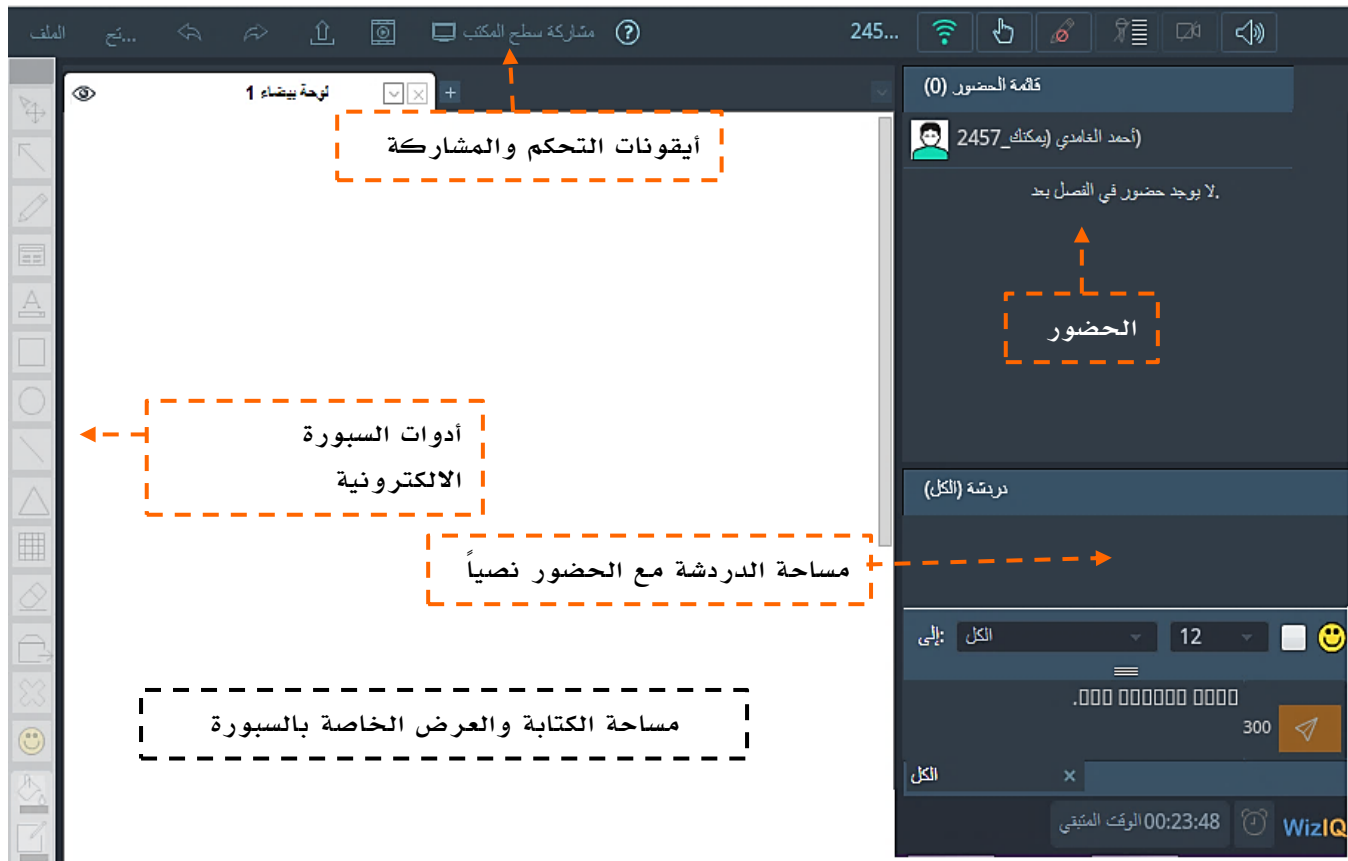 الملف
...تح
مشاركة سطح المكتب
?
245...
لوحة بيضاء 1
+
قائمة الحضور (0)
أيقونات التحكم والمشاركة
(أحمد الغامدي (يمكنك_2457
.لا يوجد حضور في الفصل بعد
الحضور
أدوات السبورة
الالكترونية
دردشة (الكل)
مساحة الدردشة مع الحضور نصياً
إلى:
الكل
12
مساحة الكتابة والعرض الخاصة بالسبورة
300
الكل
×
00:23:48 الوقت المتبقي
WizIQ